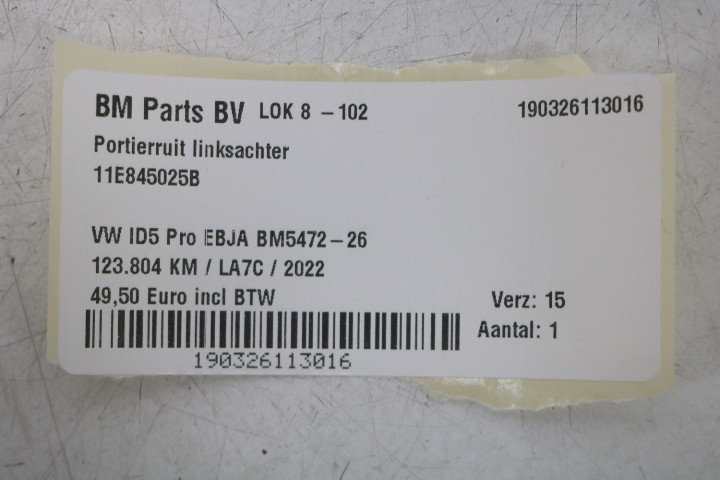 BM Parts BV LOK 8 - 102 190326113016
Portierruit linksachter
11E845025B
VW ID5 Pro EBJA BM5472-26
123.804 KM / LA7C / 2022
49,50 Euro incl BTW Verz: 15
Aantal: 1
190326113016